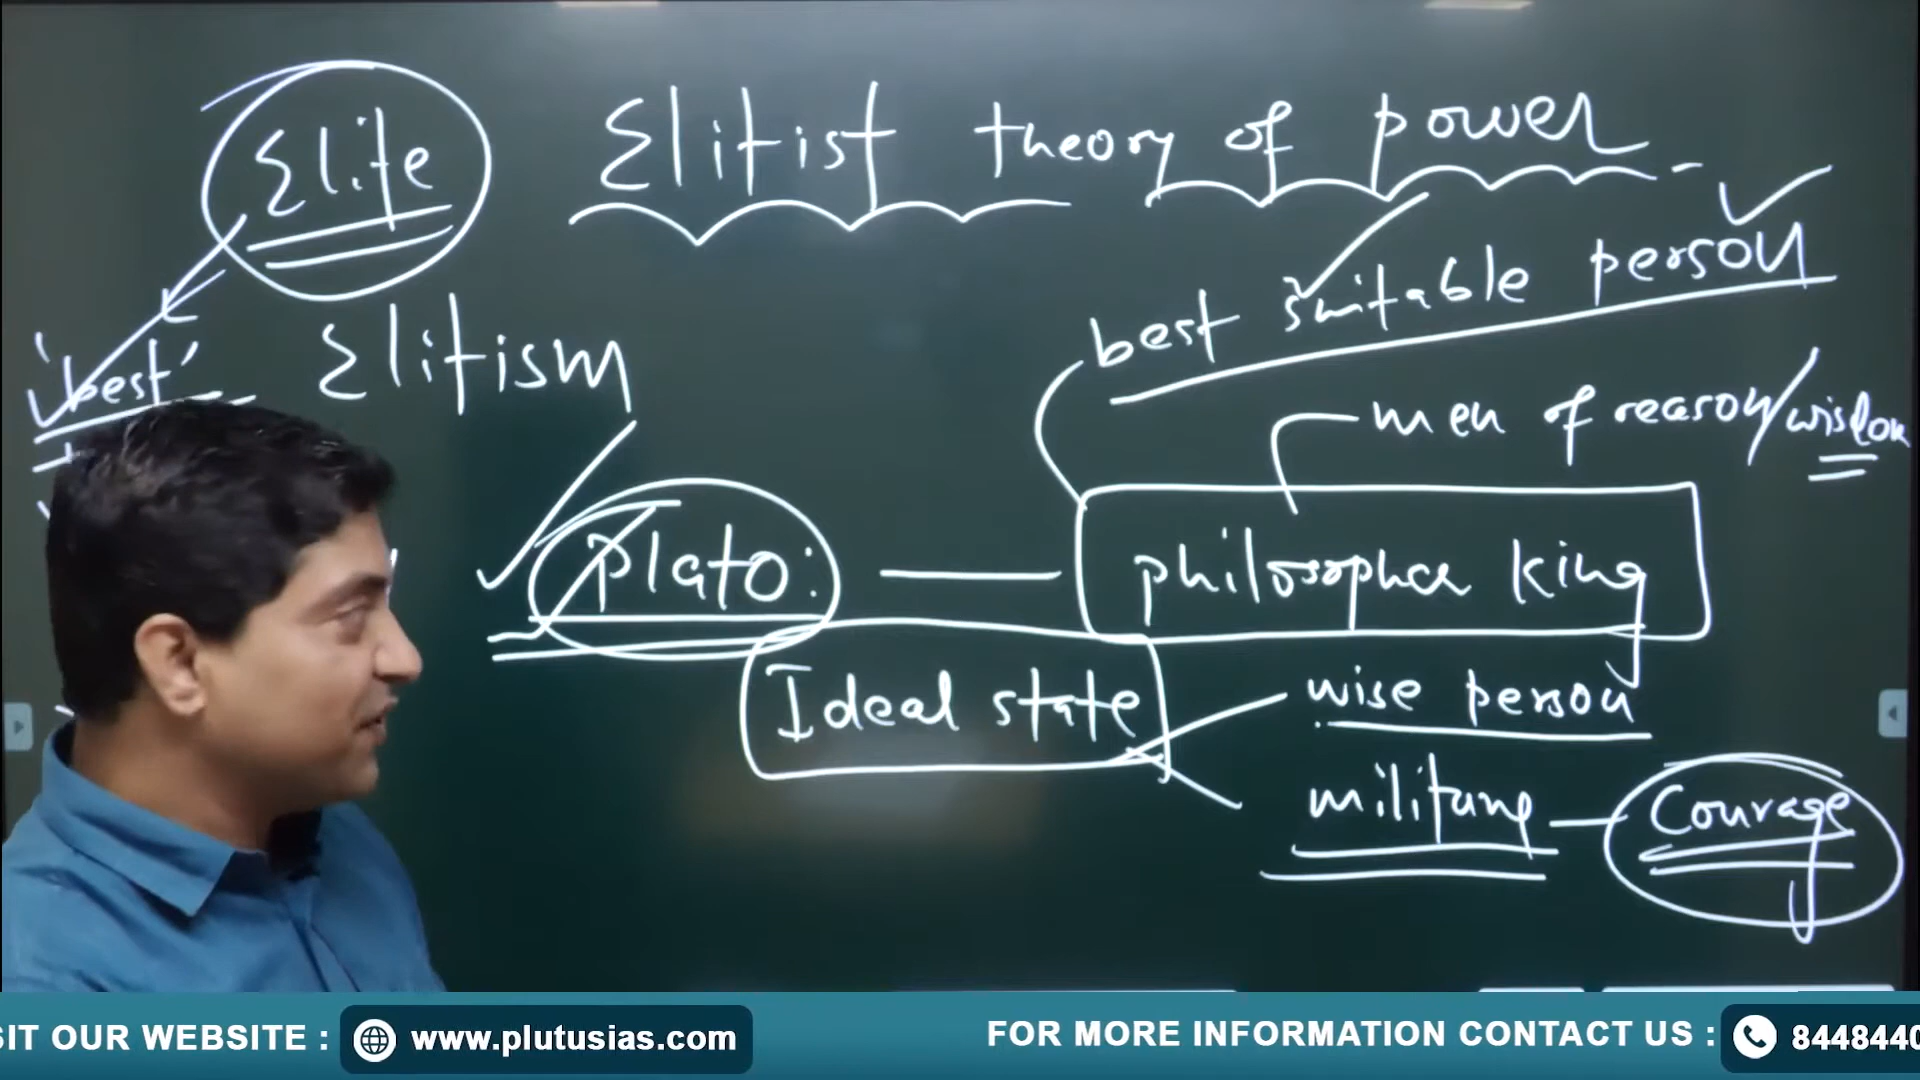 Elite
Elitist theory of power
best suitable person
'best'
Elitism
men of reason/wisdom
Plato:
philosopher king
Ideal state
wise person
military
Courage
SIT OUR WEBSITE :
www.plutusias.com
FOR MORE INFORMATION CONTACT US :
8448440